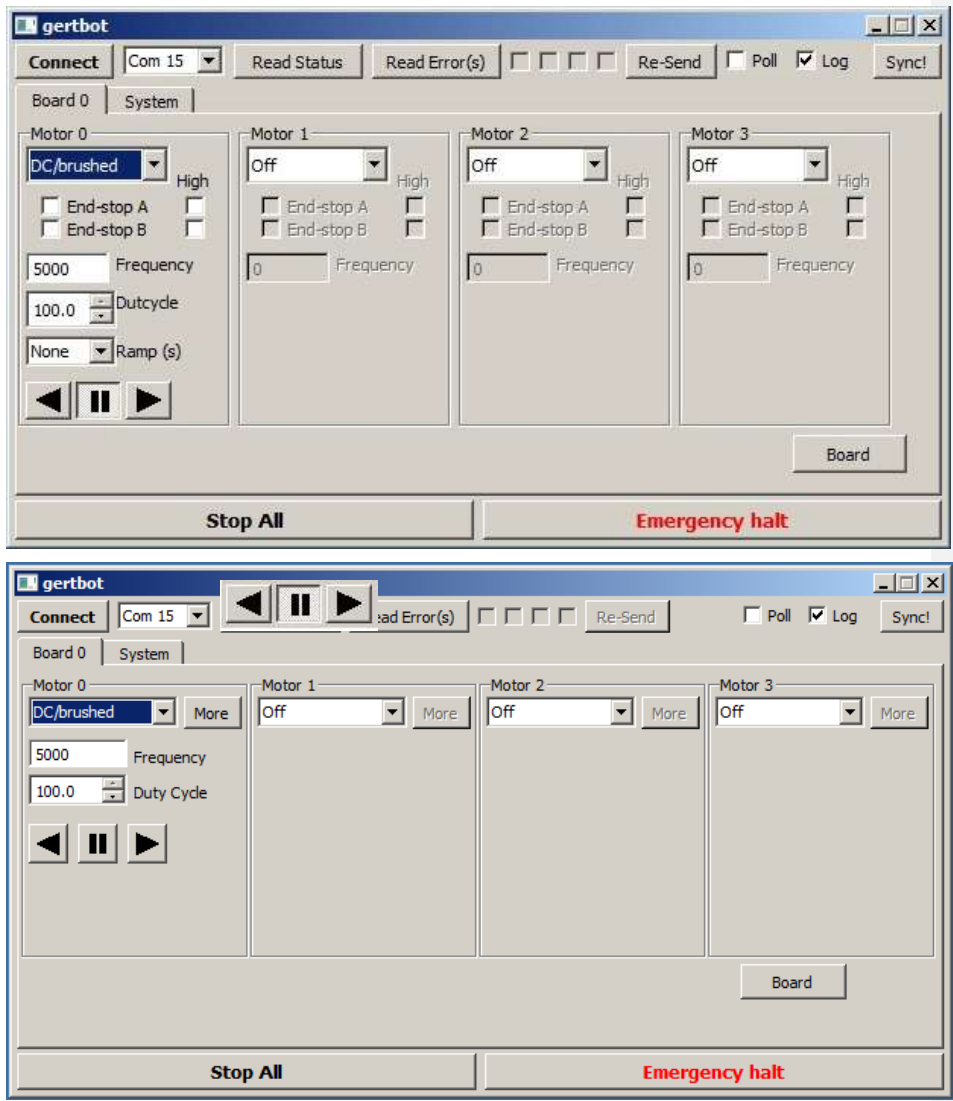 gertbot
Connect Com 15 Read Status Read Error(s) Re-Send Poll Log Sync!
Board 0 System
Motor 0 Motor 1 Motor 2 Motor 3
DC/brushed Off Off Off
High High High High
End-stop A End-stop A End-stop A End-stop A
End-stop B End-stop B End-stop B End-stop B
5000 Frequency 0 Frequency 0 Frequency 0 Frequency
100.0 Dutcycle
None Ramp (s)
Board
Stop All Emergency halt
gertbot
Connect Com 15 ead Error(s) Re-Send Poll Log Sync!
Board 0 System
Motor 0 Motor 1 Motor 2 Motor 3
DC/brushed More Off More Off More Off More
5000 Frequency
100.0 Duty Cycle
Board
Stop All Emergency halt